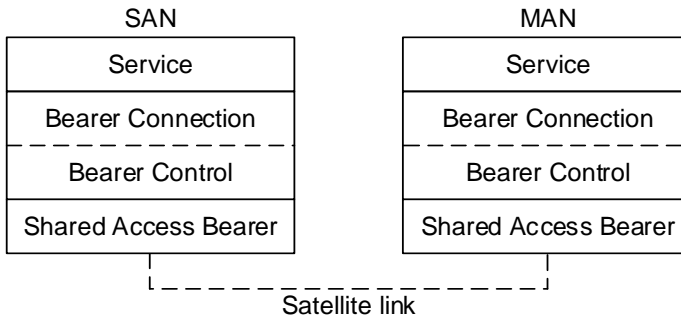 SAN MAN
Service Service
Bearer Connection Bearer Connection
Bearer Control Bearer Control
Shared Access Bearer Shared Access Bearer
Satellite link